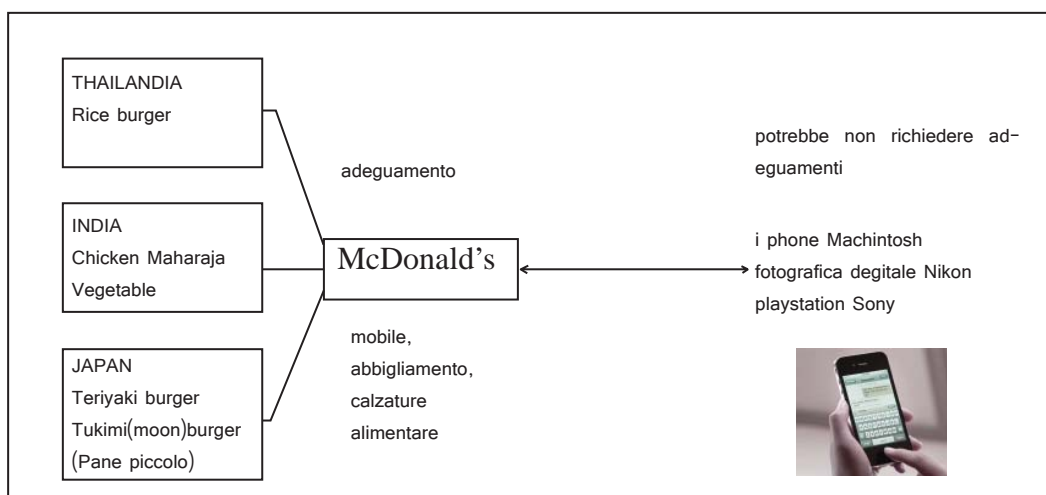 THAILANDIA
Rice burger
INDIA
Chicken Maharaja
Vegetable
JAPAN
Teriyaki burger
Tukimi(moon)burger
(Pane piccolo)
adeguamento
McDonald's
mobile,
abbigliamento,
calzature
alimentare
potrebbe non richiedere ad-
eguamenti
i phone Machintosh
fotografica degitale Nikon
playstation Sony